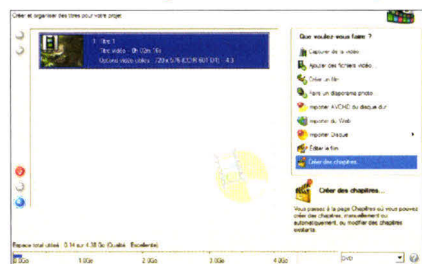 Créer et organiser des titres pour votre projet
1 Titre 1
Titre vidéo 0h 02m 16s
Options vidéo utiles : 720 x 576 (CCIR-601 D1) 4:3
Que voulez-vous faire ?
Capturer de la vidéo
Ajouter des fichiers vidéo...
Créer un film
Faire un diaporama photo...
Importer AVCHD du disque dur
Importer du Web
Importer Disque
Éditer le film
Créer des chapitres...
Créer des chapitres...
Vous passez à la page Chapitres où vous pouvez
créer des chapitres, manuellement ou
automatiquement, ou modifier des chapitres
existants.
Espace total utilisé : 0.14 sur 4.38 Go (Qualité : Excellente)
0.0Go 1.0Go 2.0Go 3.0Go 4.0Go
DVD